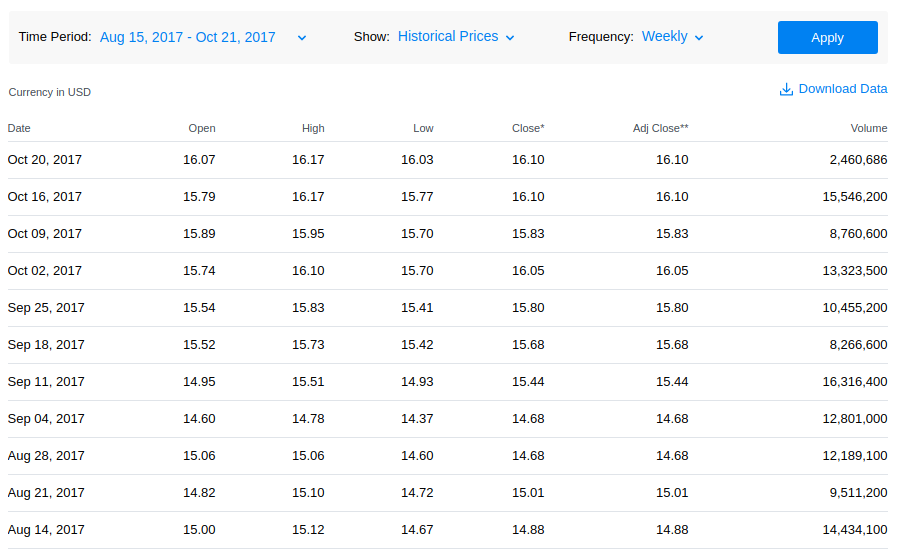 Time Period: Aug 15, 2017 - Oct 21, 2017 Show: Historical Prices Frequency: Weekly Apply
Currency in USD Download Data
Date Open High Low Close* Adj Close** Volume
Oct 20, 2017 16.07 16.17 16.03 16.10 16.10 2,460,686
Oct 16, 2017 15.79 16.17 15.77 16.10 16.10 15,546,200
Oct 09, 2017 15.89 15.95 15.70 15.83 15.83 8,760,600
Oct 02, 2017 15.74 16.10 15.70 16.05 16.05 13,323,500
Sep 25, 2017 15.54 15.83 15.41 15.80 15.80 10,455,200
Sep 18, 2017 15.52 15.73 15.42 15.68 15.68 8,266,600
Sep 11, 2017 14.95 15.51 14.93 15.44 15.44 16,316,400
Sep 04, 2017 14.60 14.78 14.37 14.68 14.68 12,801,000
Aug 28, 2017 15.06 15.06 14.60 14.68 14.68 12,189,100
Aug 21, 2017 14.82 15.10 14.72 15.01 15.01 9,511,200
Aug 14, 2017 15.00 15.12 14.67 14.88 14.88 14,434,100